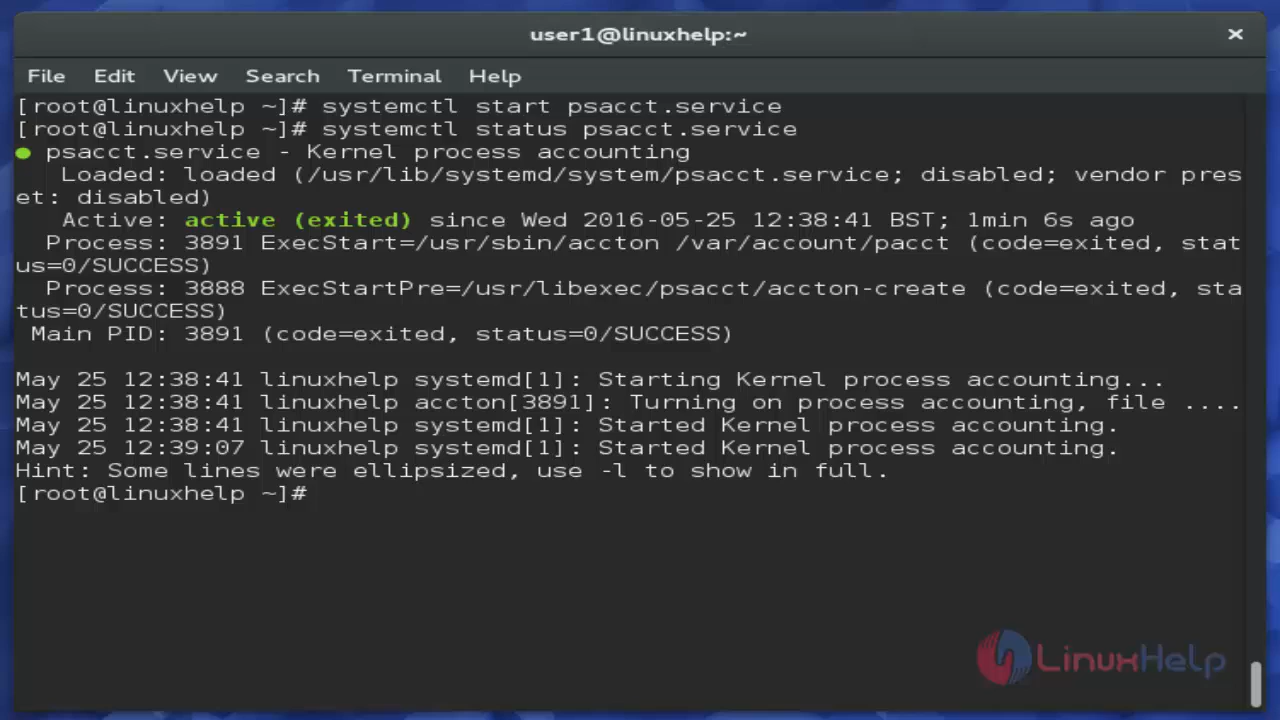 user1@linuxhelp:~ ×
File Edit View Search Terminal Help
[root@linuxhelp ~]# systemctl start psacct.service
[root@linuxhelp ~]# systemctl status psacct.service
● psacct.service - Kernel process accounting
Loaded: loaded (/usr/lib/systemd/system/psacct.service; disabled; vendor pres
et: disabled)
Active: active (exited) since Wed 2016-05-25 12:38:41 BST; 1min 6s ago
Process: 3891 ExecStart=/usr/sbin/accton /var/account/pacct (code=exited, stat
us=0/SUCCESS)
Process: 3888 ExecStartPre=/usr/libexec/psacct/accton-create (code=exited, sta
tus=0/SUCCESS)
Main PID: 3891 (code=exited, status=0/SUCCESS)
May 25 12:38:41 linuxhelp systemd[1]: Starting Kernel process accounting...
May 25 12:38:41 linuxhelp accton[3891]: Turning on process accounting, file ....
May 25 12:38:41 linuxhelp systemd[1]: Started Kernel process accounting.
May 25 12:39:07 linuxhelp systemd[1]: Started Kernel process accounting.
Hint: Some lines were ellipsized, use -l to show in full.
[root@linuxhelp ~]#
LinuxHelp